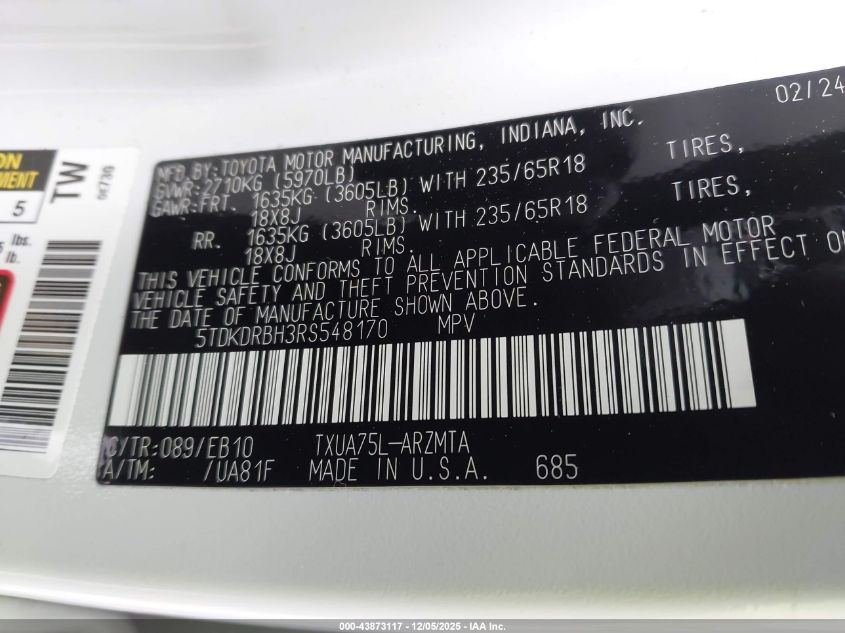 02/24
MFD.BY:TOYOTA MOTOR MANUFACTURING, INDIANA, INC.
GVWR:2710KG (5970LB)
GAWR:FRT. 1635KG (3605LB) WITH 235/65R18 TIRES,
18X8J RIMS.
RR. 1635KG (3605LB) WITH 235/65R18 TIRES,
18X8J RIMS.
THIS VEHICLE CONFORMS TO ALL APPLICABLE FEDERAL MOTOR
VEHICLE SAFETY AND THEFT PREVENTION STANDARDS IN EFFECT
THE DATE OF MANUFACTURE SHOWN ABOVE.
5TDKDRBH3RS548170 MPV
C/TR:089/EB10 TXUA75L-ARZMTA
A/TM: /UA81F MADE IN U.S.A. 685
TW
5
lbs.
lb.
000-43873117 - 12/05/2025 - IAA Inc.